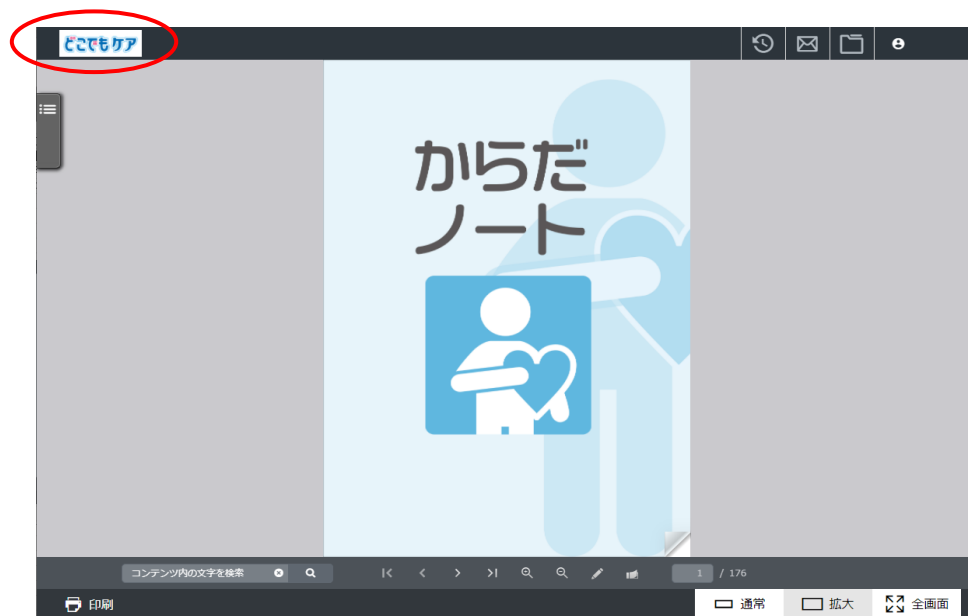 どこでもケア
からだ
ノート
コンテンツ内の文字を検索
1 / 176
印刷
通常
拡大
全画面